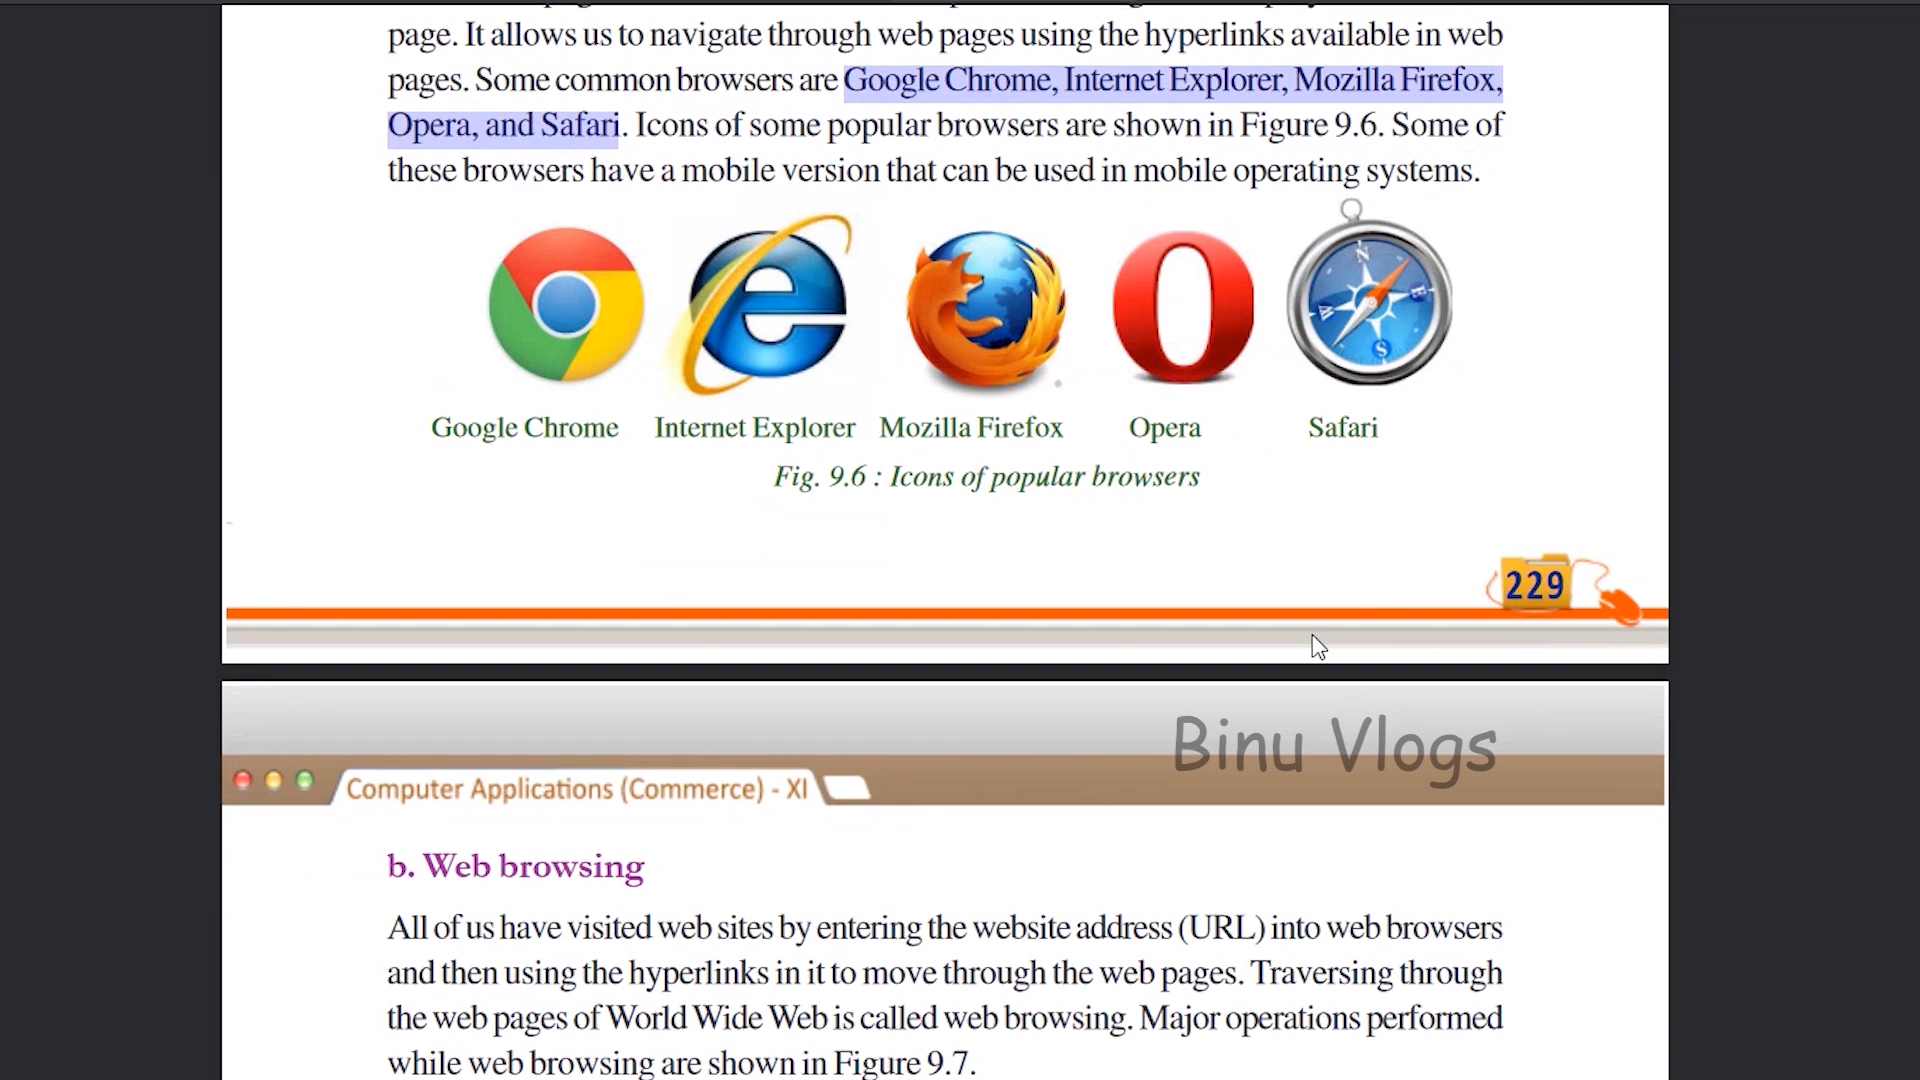 page. It allows us to navigate through web pages using the hyperlinks available in web
pages. Some common browsers are Google Chrome, Internet Explorer, Mozilla Firefox,
Opera, and Safari. Icons of some popular browsers are shown in Figure 9.6. Some of
these browsers have a mobile version that can be used in mobile operating systems.
N
E
W
S
Google Chrome Internet Explorer Mozilla Firefox Opera Safari
Fig. 9.6 : Icons of popular browsers
229
Binu Vlogs
Computer Applications (Commerce) - XI
b. Web browsing
All of us have visited web sites by entering the website address (URL) into web browsers
and then using the hyperlinks in it to move through the web pages. Traversing through
the web pages of World Wide Web is called web browsing. Major operations performed
while web browsing are shown in Figure 9.7.